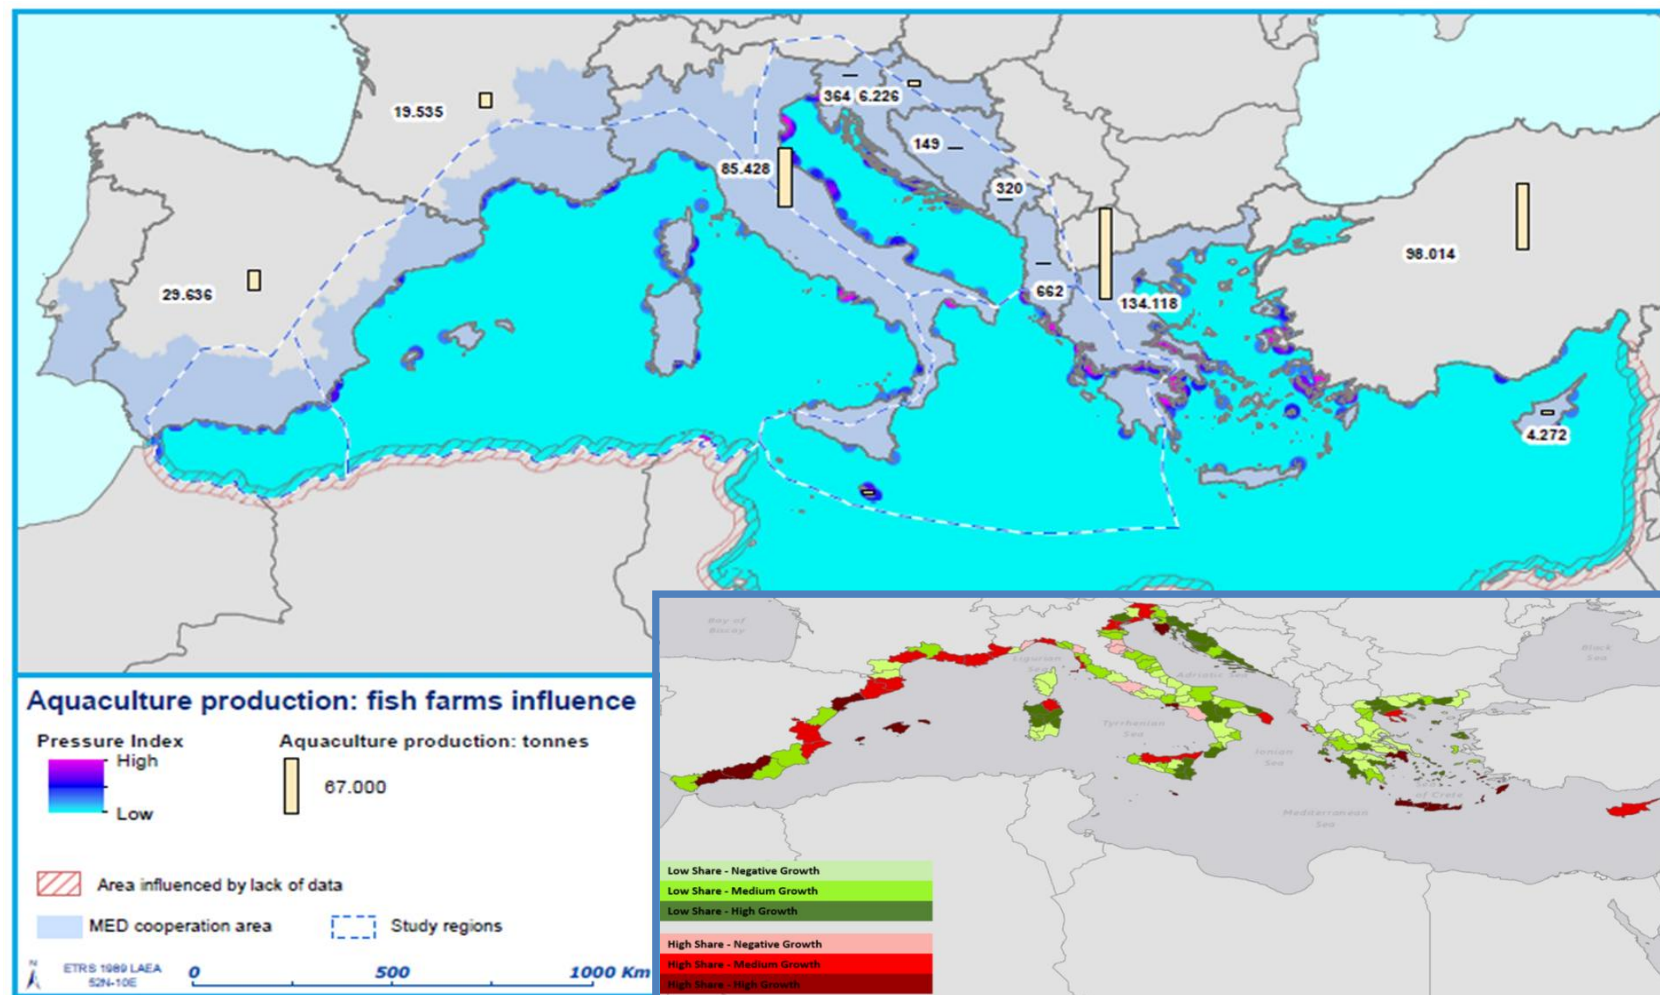 19.535
364 6.226
85.428
149
320
98.014
29.636
662
134.118
4.272
Aquaculture production: fish farms influence
Pressure Index
High
Low
Aquaculture production: tonnes
67.000
Area influenced by lack of data
MED cooperation area
Study regions
N
ETRS 1989 LAEA
52N-10E
0
500
1000 Km
Bay of
Biscay
Black
Sea
Ligurian
Sea
Adriatic Sea
Tyrrhenian
Sea
Ionian
Sea
Sea
of Crete
Mediterranean
Sea
Low Share - Negative Growth
Low Share - Medium Growth
Low Share - High Growth
High Share - Negative Growth
High Share - Medium Growth
High Share - High Growth